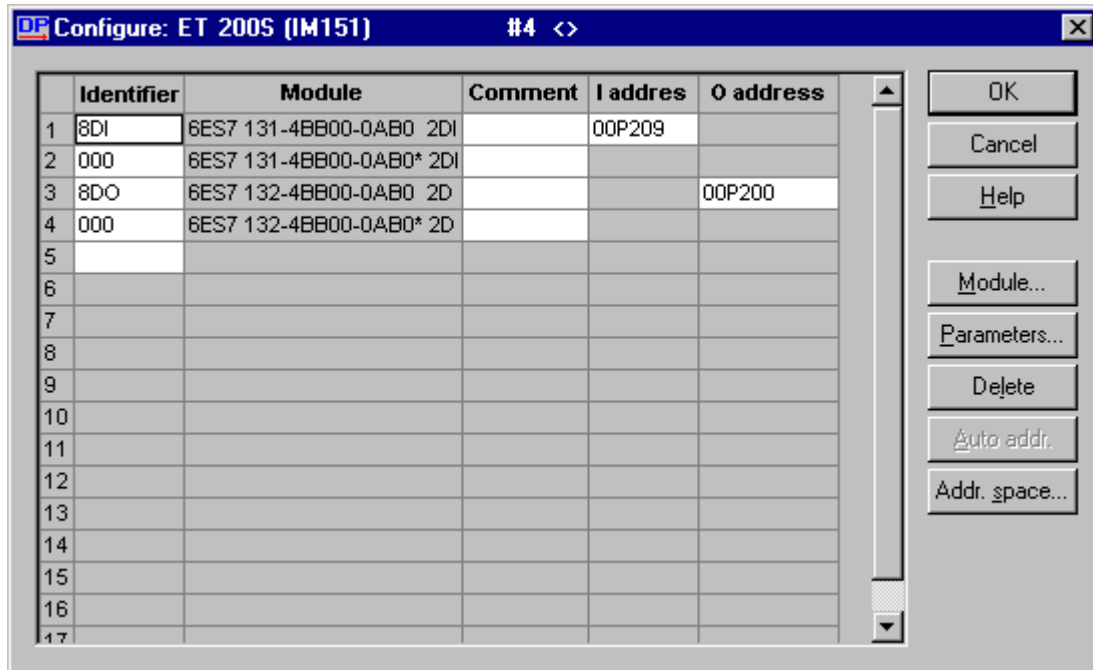 DP Configure: ET 200S (IM151) #4 <>
Identifier Module Comment I addres O address
1 8DI 6ES7 131-4BB00-0AB0 2DI 00P209
2 000 6ES7 131-4BB00-0AB0* 2DI
3 8DO 6ES7 132-4BB00-0AB0 2D 00P200
4 000 6ES7 132-4BB00-0AB0* 2D
5
6
7
8
9
10
11
12
13
14
15
16
17
OK
Cancel
Help
Module...
Parameters...
Delete
Auto addr.
Addr. space...